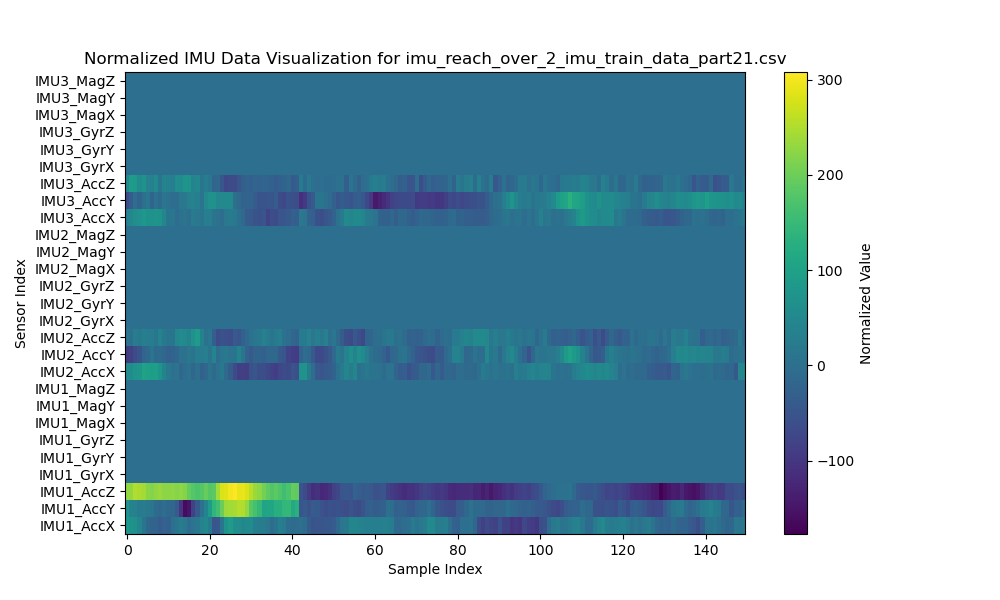 Normalized IMU Data Visualization for imu_reach_over_2_imu_train_data_part21.csv
IMU3_MagZ
IMU3_MagY
IMU3_MagX
IMU3_GyrZ
IMU3_GyrY
IMU3_GyrX
IMU3_AccZ
IMU3_AccY
IMU3_AccX
IMU2_MagZ
IMU2_MagY
IMU2_MagX
IMU2_GyrZ
IMU2_GyrY
IMU2_GyrX
IMU2_AccZ
IMU2_AccY
IMU2_AccX
IMU1_MagZ
IMU1_MagY
IMU1_MagX
IMU1_GyrZ
IMU1_GyrY
IMU1_GyrX
IMU1_AccZ
IMU1_AccY
IMU1_AccX
Sensor Index
0 20 40 60 80 100 120 140
Sample Index
300
200
100
0
−100
Normalized Value